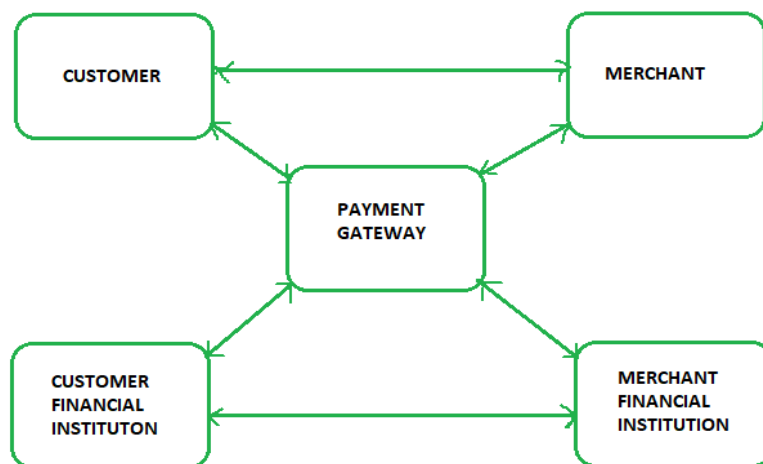 CUSTOMER
MERCHANT
PAYMENT
GATEWAY
CUSTOMER
FINANCIAL
INSTITUTON
MERCHANT
FINANCIAL
INSTITUTION